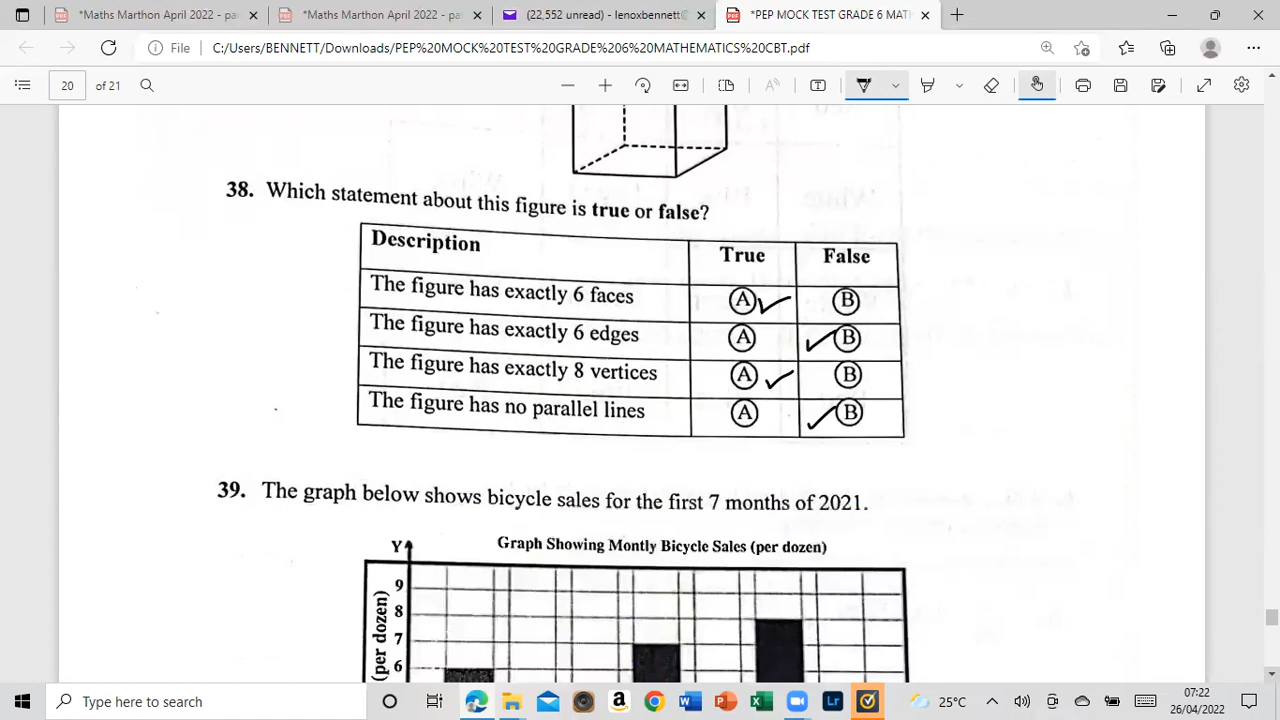 *Maths Marthon April 2022 - pa
*Maths Marthon April 2022 - pa
(22,552 unread) - lenoxbennett@
*PEP MOCK TEST GRADE 6 MATH
File
C:/Users/BENNETT/Downloads/PEP%20MOCK%20TEST%20GRADE%206%20MATHEMATICS%20CBT.pdf
20 of 21
38. Which statement about this figure is true or false?
Description True False
The figure has exactly 6 faces A B
The figure has exactly 6 edges A B
The figure has exactly 8 vertices A B
The figure has no parallel lines A B
39. The graph below shows bicycle sales for the first 7 months of 2021.
Graph Showing Montly Bicycle Sales (per dozen)
Y
9
8
7
6
(per dozen)
Type here to search
25°C
26/04/2022